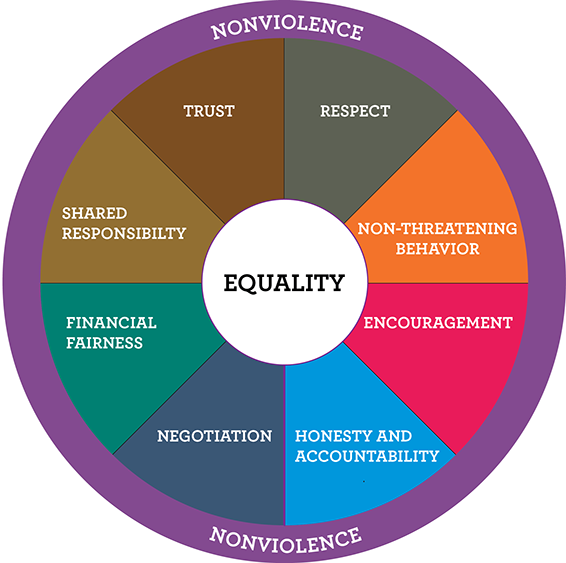 NONVIOLENCE
TRUST
RESPECT
SHARED
RESPONSIBILTY
NON-THREATENING
BEHAVIOR
EQUALITY
FINANCIAL
FAIRNESS
ENCOURAGEMENT
NEGOTIATION
HONESTY AND
ACCOUNTABILITY
NONVIOLENCE